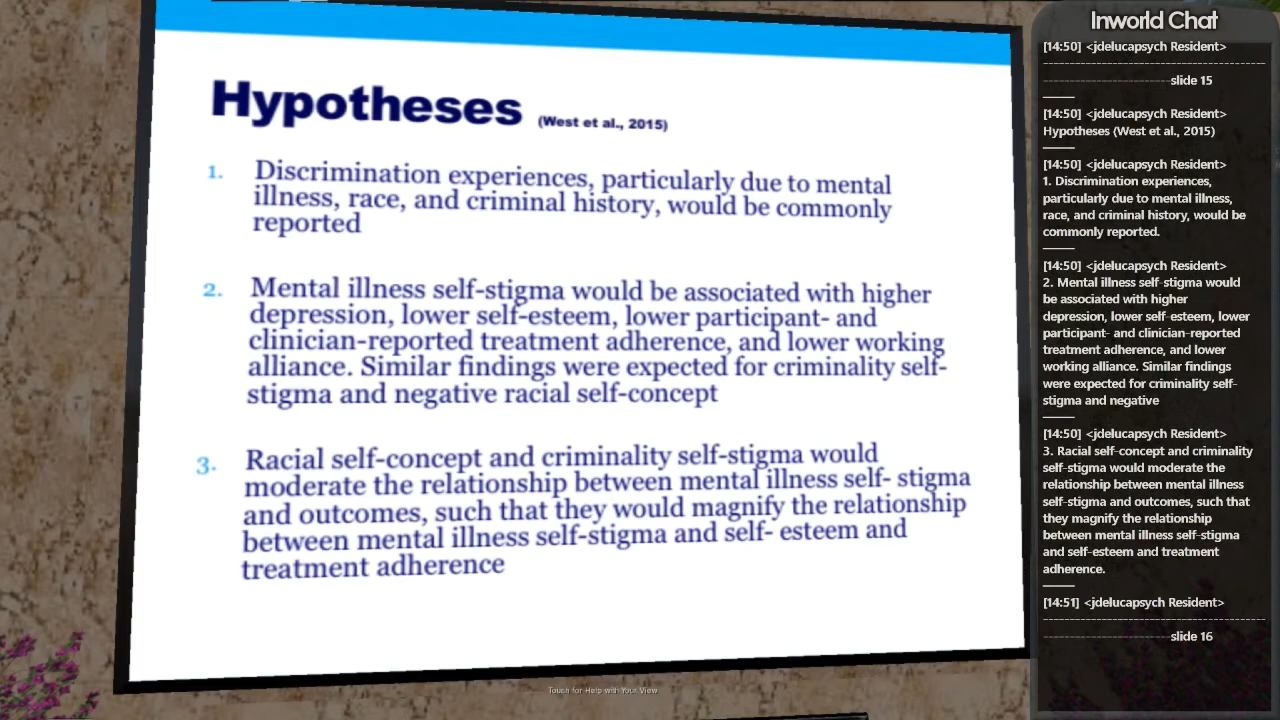 Hypotheses (West et al., 2015)
1. Discrimination experiences, particularly due to mental
illness, race, and criminal history, would be commonly
reported
2. Mental illness self-stigma would be associated with higher
depression, lower self-esteem, lower participant- and
clinician-reported treatment adherence, and lower working
alliance. Similar findings were expected for criminality self-
stigma and negative racial self-concept
3. Racial self-concept and criminality self-stigma would
moderate the relationship between mental illness self- stigma
and outcomes, such that they would magnify the relationship
between mental illness self-stigma and self- esteem and
treatment adherence
Touch for Help with Your View
Inworld Chat
[14:50] <jdelucapsych Resident>
------------------------------------------
------------------------slide 15
[14:50] <jdelucapsych Resident>
Hypotheses (West et al., 2015)
[14:50] <jdelucapsych Resident>
1. Discrimination experiences,
particularly due to mental illness,
race, and criminal history, would be
commonly reported.
[14:50] <jdelucapsych Resident>
2. Mental illness self-stigma would
be associated with higher
depression, lower self-esteem, lower
participant- and clinician-reported
treatment adherence, and lower
working alliance. Similar findings
were expected for criminality self-
stigma and negative
[14:50] <jdelucapsych Resident>
3. Racial self-concept and criminality
self-stigma would moderate the
relationship between mental illness
self-stigma and outcomes, such that
they magnify the relationship
between mental illness self-stigma
and self-esteem and treatment
adherence.
[14:51] <jdelucapsych Resident>
------------------------------------------
------------------------slide 16